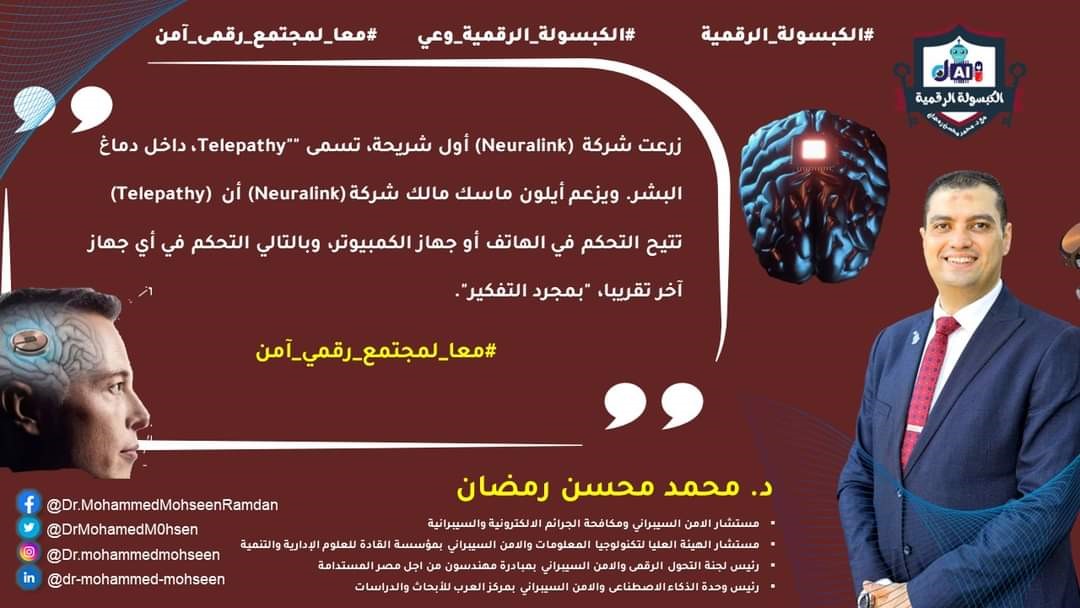 #الكبسولة_الرقمية #الكبسولة_الرقمية_وعي #معا_لمجتمع_رقمى_آمن
AI
الكبسولة الرقمية
زرعت شركة (Neuralink) أول شريحة، تسمى ""Telepathy، داخل دماغ
البشر. ويزعم أيلون ماسك مالك شركة (Neuralink) أن (Telepathy)
تتيح التحكم في الهاتف أو جهاز الكمبيوتر، وبالتالي التحكم في أي جهاز
آخر تقريبا، "بمجرد التفكير".
#معا_لمجتمع_رقمي_آمن
د. محمد محسن رمضان
▪ مستشار الامن السيبراني ومكافحة الجرائم الالكترونية والسيبرانية
▪ مستشار الهيئة العليا لتكنولوجيا المعلومات والامن السيبراني بمؤسسة القادة للعلوم الإدارية والتنمية
▪ رئيس لجنة التحول الرقمى والامن السيبراني بمبادرة مهندسون من اجل مصر المستدامة
▪ رئيس وحدة الذكاء الاصطناعى والامن السيبراني بمركز العرب للأبحاث والدراسات
@Dr.MohammedMohseenRamdan
@DrMohamedM0hsen
@Dr.mohammedmohseen
@dr-mohammed-mohseen